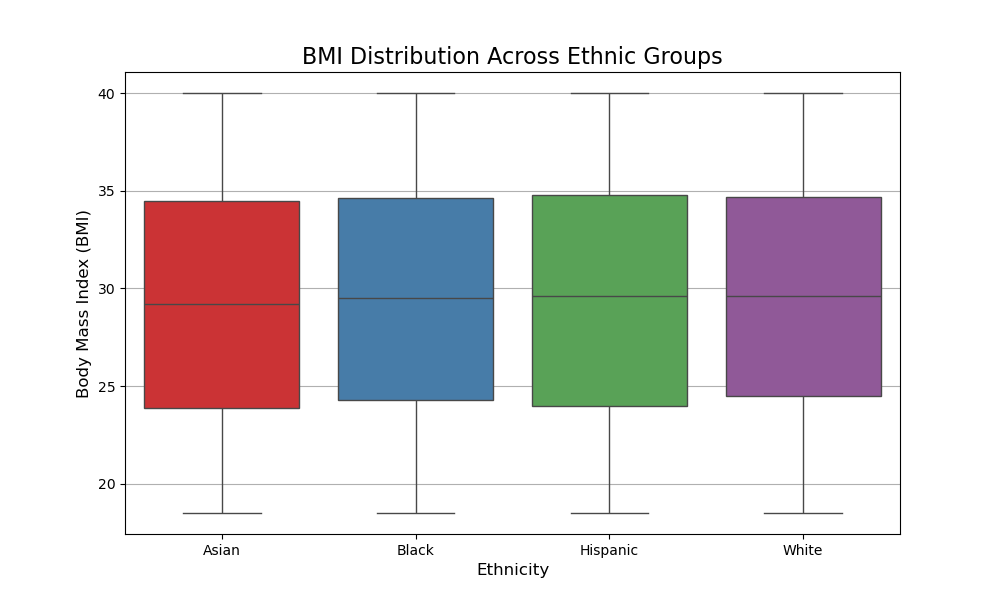 BMI Distribution Across Ethnic Groups
Body Mass Index (BMI)
40
35
30
25
20
Asian Black Hispanic White
Ethnicity